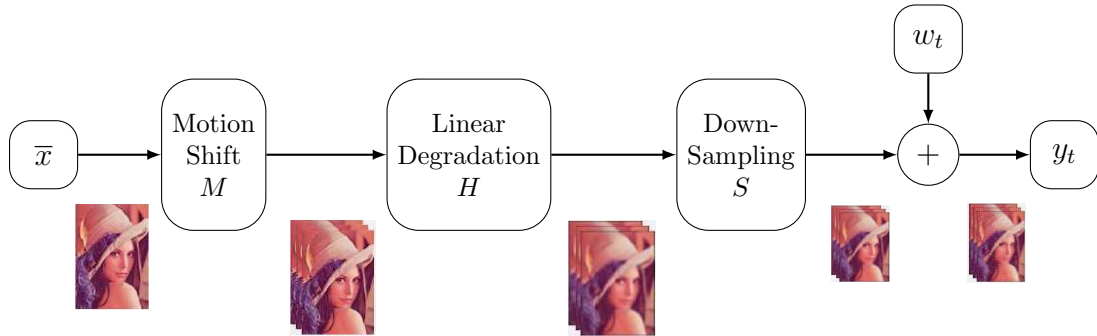 x̅
Motion
Shift
M
Linear
Degradation
H
Down-
Sampling
S
w_t
+
y_t